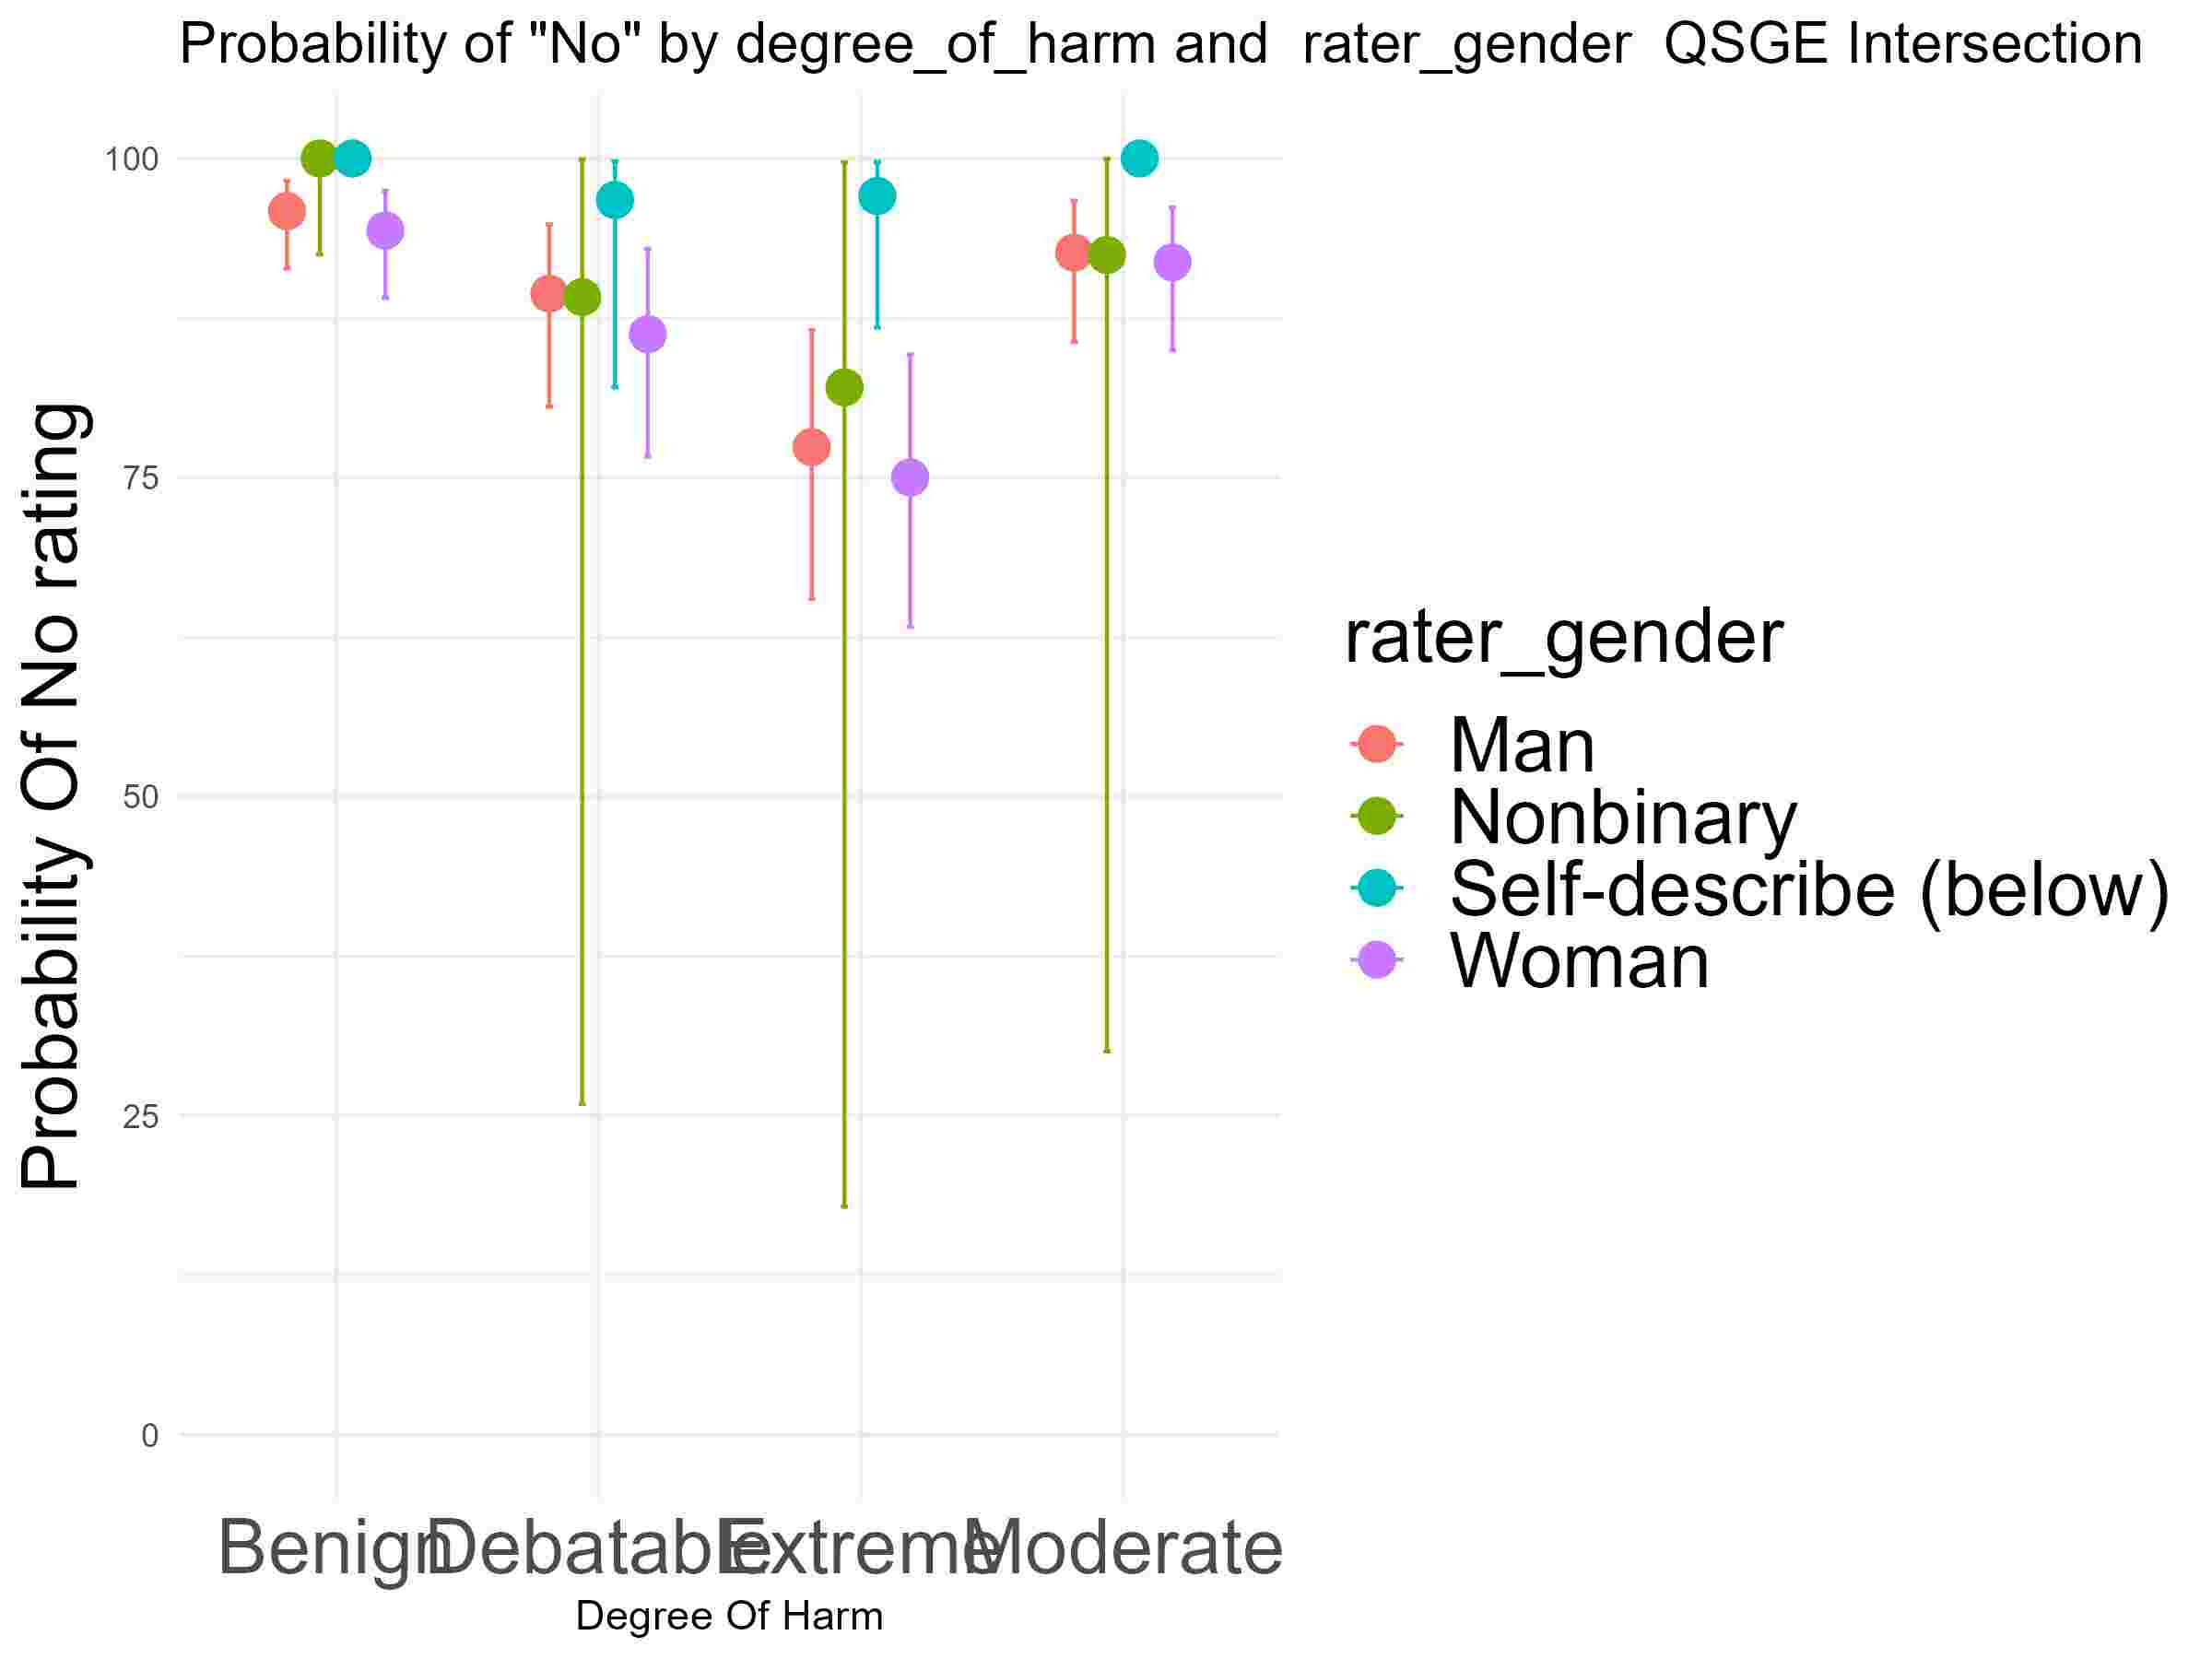 Probability of "No" by degree_of_harm and  rater_gender  QSGE Intersection
Probability Of No rating
100
75
50
25
0
Benign Debatable Extreme Moderate
Degree Of Harm
rater_gender
Man
Nonbinary
Self-describe (below)
Woman